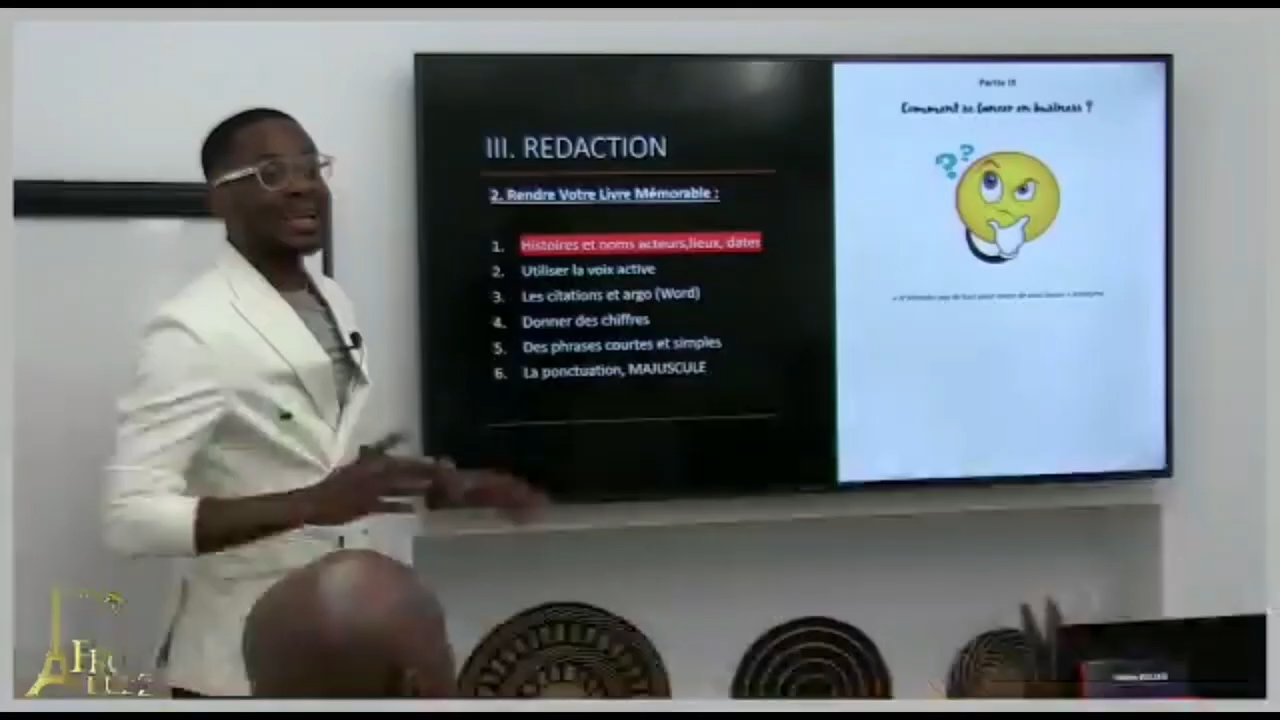 III. REDACTION
2. Rendre Votre Livre Mémorable :
1. Histoires et noms acteurs,lieux, dates
2. Utiliser la voix active
3. Les citations et argo (Word)
4. Donner des chiffres
5. Des phrases courtes et simples
6. La ponctuation, MAJUSCULE
Partie III
Comment se lancer en business ?
??